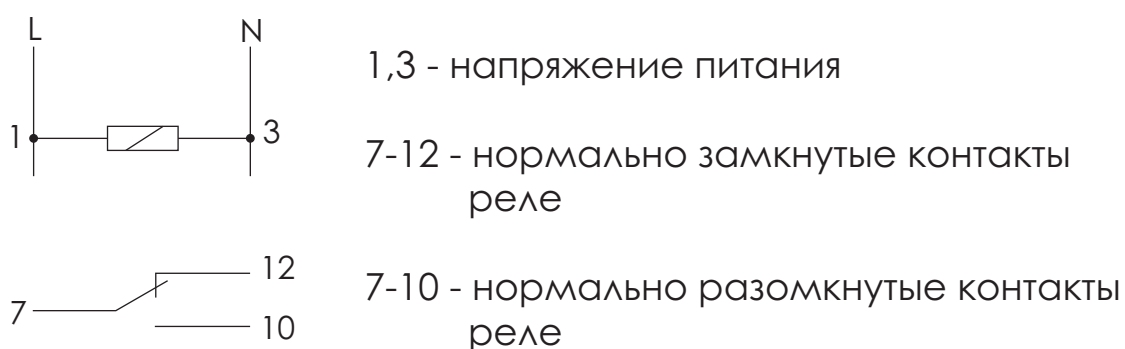 L N
1,3 - напряжение питания
1 3
7-12 - нормально замкнутые контакты
реле
12
7-10 - нормально разомкнутые контакты
7
10
реле